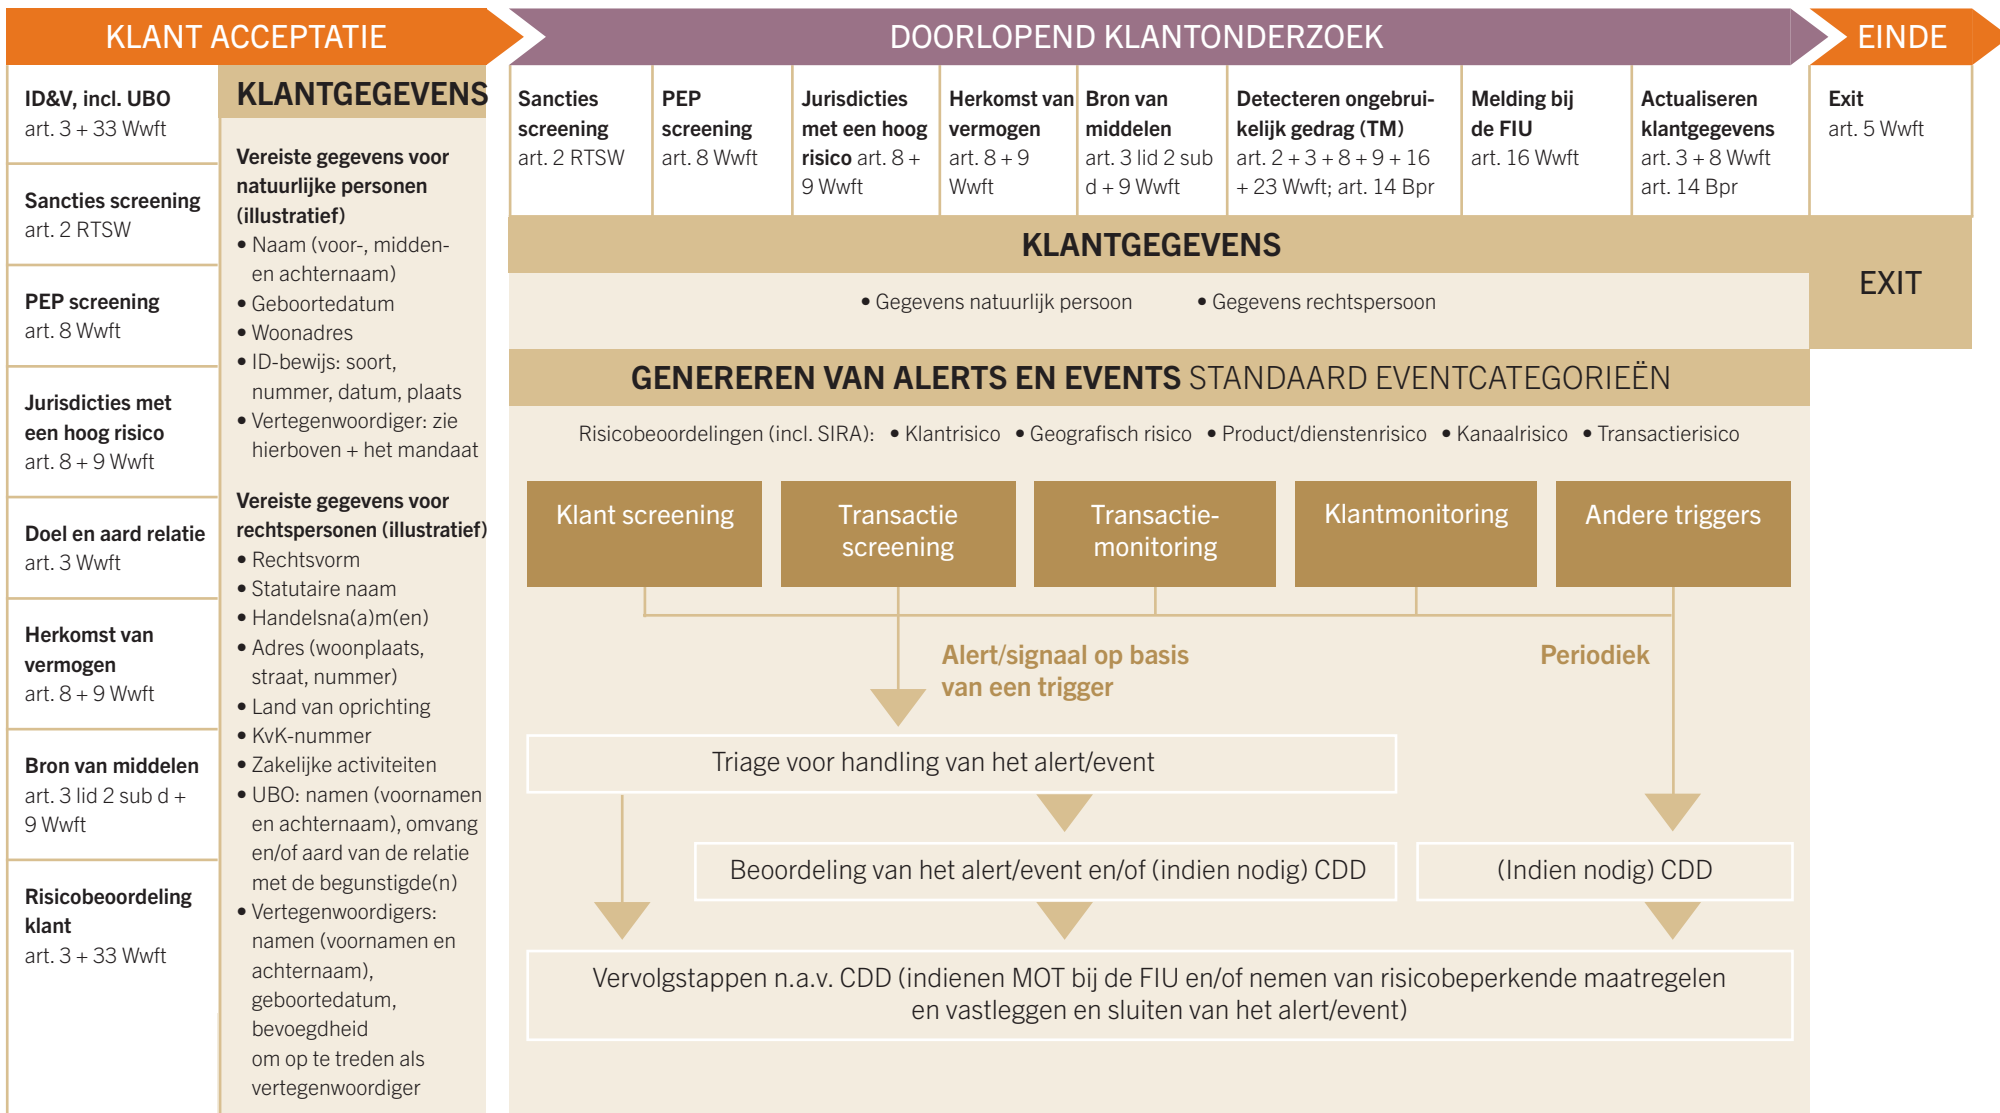 KLANT ACCEPTATIE
DOORLOPEND KLANTONDERZOEK
EINDE
ID&V, incl. UBO
art. 3 + 33 Wwft
Sancties screening
art. 2 RTSW
PEP screening
art. 8 Wwft
Jurisdicties met
een hoog risico
art. 8 + 9 Wwft
Doel en aard relatie
art. 3 Wwft
Herkomst van
vermogen
art. 8 + 9 Wwft
Bron van middelen
art. 3 lid 2 sub d +
9 Wwft
Risicobeoordeling
klant
art. 3 + 33 Wwft
KLANTGEGEVENS
Vereiste gegevens voor
natuurlijke personen
(illustratief)
• Naam (voor-, midden-
en achternaam)
• Geboortedatum
• Woonadres
• ID-bewijs: soort,
nummer, datum, plaats
• Vertegenwoordiger: zie
hierboven + het mandaat
Vereiste gegevens voor
rechtspersonen (illustratief)
• Rechtsvorm
• Statutaire naam
• Handelsna(a)m(en)
• Adres (woonplaats,
straat, nummer)
• Land van oprichting
• KvK-nummer
• Zakelijke activiteiten
• UBO: namen (voornamen
en achternaam), omvang
en/of aard van de relatie
met de begunstigde(n)
• Vertegenwoordigers:
namen (voornamen en
achternaam),
geboortedatum,
bevoegdheid
om op te treden als
vertegenwoordiger
Sancties
screening
art. 2 RTSW
PEP
screening
art. 8 Wwft
Jurisdicties
met een hoog
risico art. 8 +
9 Wwft
Herkomst van
vermogen
art. 8 + 9
Wwft
Bron van
middelen
art. 3 lid 2 sub
d + 9 Wwft
Detecteren ongebrui-
kelijk gedrag (TM)
art. 2 + 3 + 8 + 9 + 16
+ 23 Wwft; art. 14 Bpr
Melding bij
de FIU
art. 16 Wwft
Actualiseren
klantgegevens
art. 3 + 8 Wwft
art. 14 Bpr
Exit
art. 5 Wwft
KLANTGEGEVENS
• Gegevens natuurlijk persoon • Gegevens rechtspersoon
EXIT
GENEREREN VAN ALERTS EN EVENTS STANDAARD EVENTCATEGORIEËN
Risicobeoordelingen (incl. SIRA): • Klantrisico • Geografisch risico • Product/dienstenrisico • Kanaalrisico • Transactierisico
Klant screening
Transactie
screening
Transactie-
monitoring
Klantmonitoring
Andere triggers
Alert/signaal op basis
van een trigger
Periodiek
Triage voor handling van het alert/event
Beoordeling van het alert/event en/of (indien nodig) CDD
(Indien nodig) CDD
Vervolgstappen n.a.v. CDD (indienen MOT bij de FIU en/of nemen van risicobeperkende maatregelen
en vastleggen en sluiten van het alert/event)